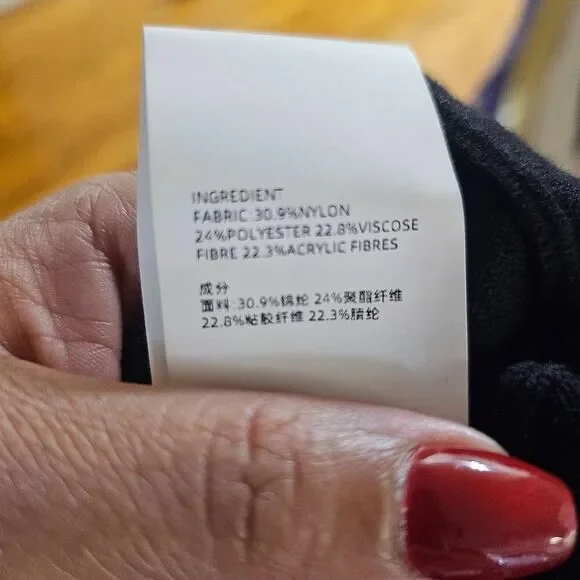 INGREDIENT
FABRIC:30.9%NYLON
24%POLYESTER 22.8%VISCOSE
FIBRE 22.3%ACRYLIC FIBRES
成分
面料:30.9%锦纶 24%聚酯纤维
22.8%粘胶纤维 22.3%腈纶